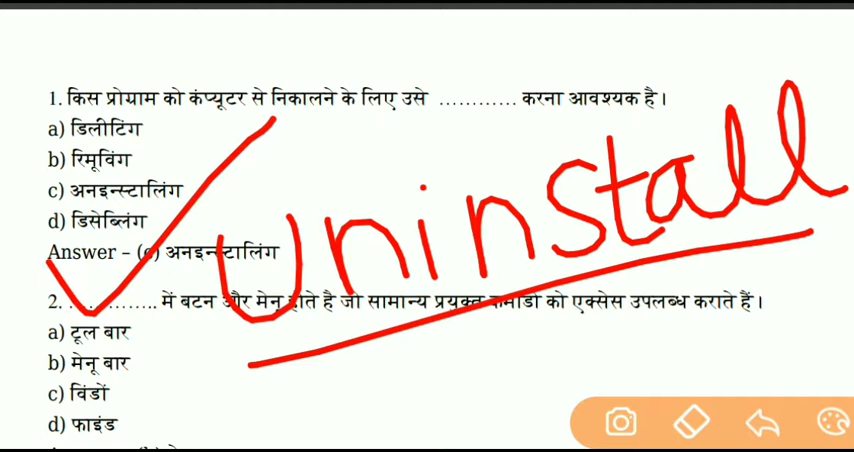 1. किस प्रोग्राम को कंप्यूटर से निकालने के लिए उसे ………… करना आवश्यक है।
a) डिलीटिंग
b) रिमूविंग
c) अनइन्स्टालिंग
d) डिसेब्लिंग
Answer – (c) अनइन्स्टालिंग
Uninstall
2. ………….. में बटन और मेनू होते है जो सामान्य प्रयुक्त कमांडो को एक्सेस उपलब्ध कराते हैं।
a) टूल बार
b) मेनू बार
c) विंडों
d) फाइंड